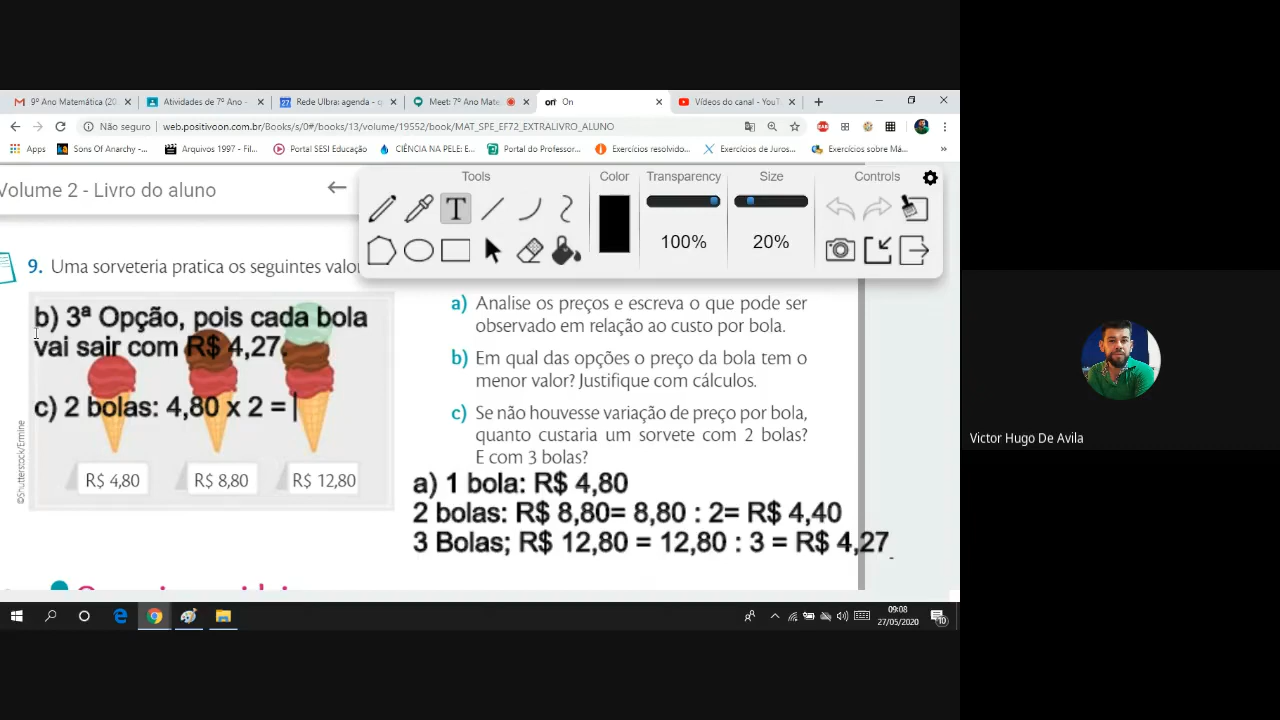 9º Ano Matemática (20
Atividades de 7º Ano -
27
Rede Ulbra: agenda - q
Meet: 7º Ano Mate
on
On
Vídeos do canal - YouT
Não seguro
web.positivoon.com.br/Books/s/0#/books/13/volume/19552/book/MAT_SPE_EF72_EXTRALIVRO_ALUNO
Apps
Sons Of Anarchy -...
Arquivos 1997 - Fil...
Portal SESI Educação
CIÊNCIA NA PELE: E...
Portal do Professor...
Exercícios resolvido...
Exercícios de Juros...
Exercícios sobre Ma...
»
Volume 2 - Livro do aluno
Tools
Color
Transparency
Size
Controls
T
100%
20%
9. Uma sorveteria pratica os seguintes valo
b) 3ª Opção, pois cada bola
vai sair com R$ 4,27.
c) 2 bolas: 4,80 x 2 =
©Shutterstock/Ermine
R$ 4,80
R$ 8,80
R$ 12,80
a) Analise os preços e escreva o que pode ser
observado em relação ao custo por bola.
b) Em qual das opções o preço da bola tem o
menor valor? Justifique com cálculos.
c) Se não houvesse variação de preço por bola,
quanto custaria um sorvete com 2 bolas?
E com 3 bolas?
a) 1 bola: R$ 4,80
2 bolas: R$ 8,80= 8,80 : 2= R$ 4,40
3 Bolas; R$ 12,80 = 12,80 : 3 = R$ 4,27
Victor Hugo De Avila
09:08
27/05/2020
10